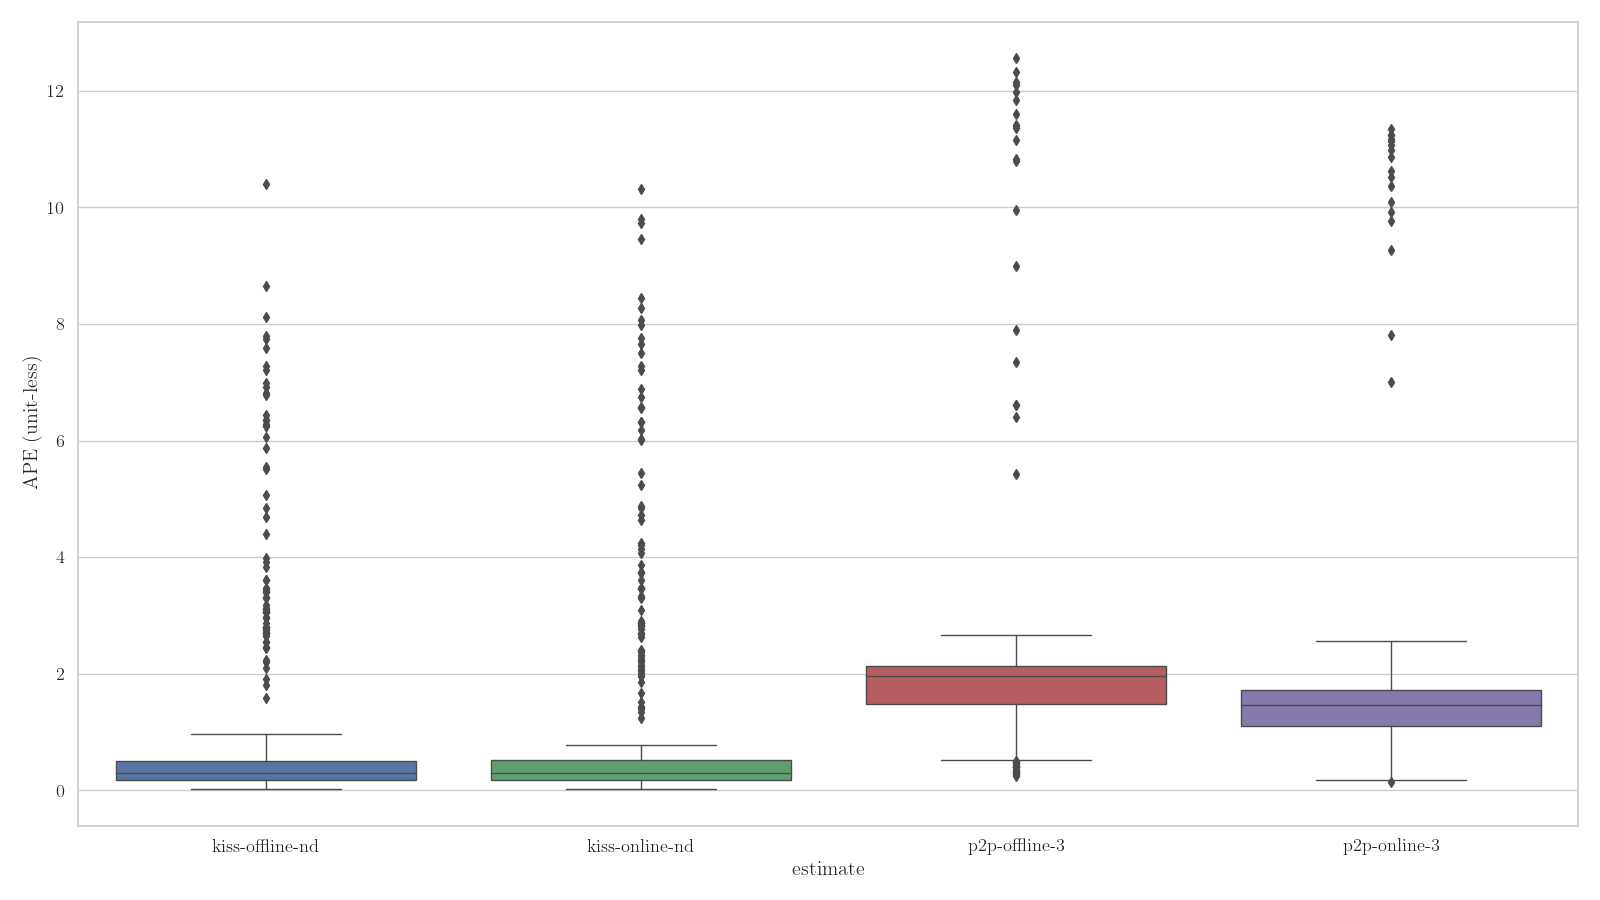 APE (unit-less)
12
10
8
6
4
2
0
kiss-offline-nd
kiss-online-nd
p2p-offline-3
p2p-online-3
estimate